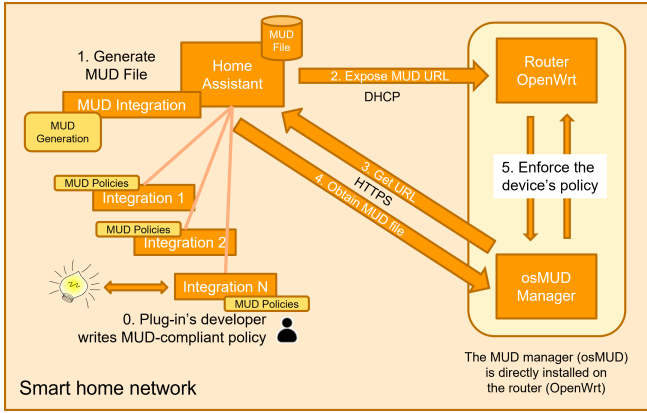 1. Generate
MUD File
MUD
File
Home
Assistant
MUD Integration
MUD
Generation
2. Expose MUD URL
DHCP
Router
OpenWrt
3. Get URL
HTTPS
4. Obtain MUD file
5. Enforce the
device's policy
MUD Policies
Integration 1
MUD Policies
Integration 2
Integration N
MUD Policies
osMUD
Manager
0. Plug-in's developer
writes MUD-compliant policy
The MUD manager (osMUD)
is directly installed on
the router (OpenWrt)
Smart home network